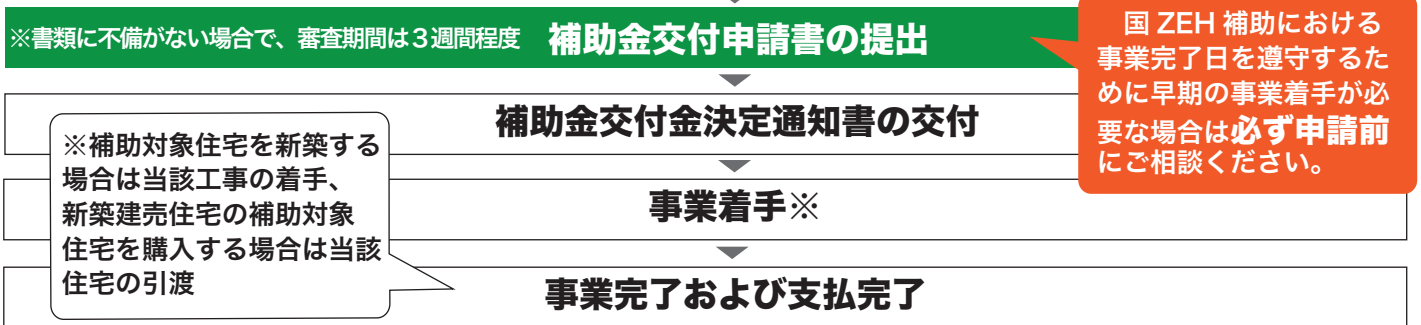 ※書類に不備がない場合で、審査期間は3週間程度 補助金交付申請書の提出
国 ZEH 補助における
事業完了日を遵守するた
めに早期の事業着手が必
要な場合は必ず申請前
にご相談ください。
補助金交付金決定通知書の交付
※補助対象住宅を新築する
場合は当該工事の着手、
新築建売住宅の補助対象
住宅を購入する場合は当該
住宅の引渡
事業着手※
事業完了および支払完了